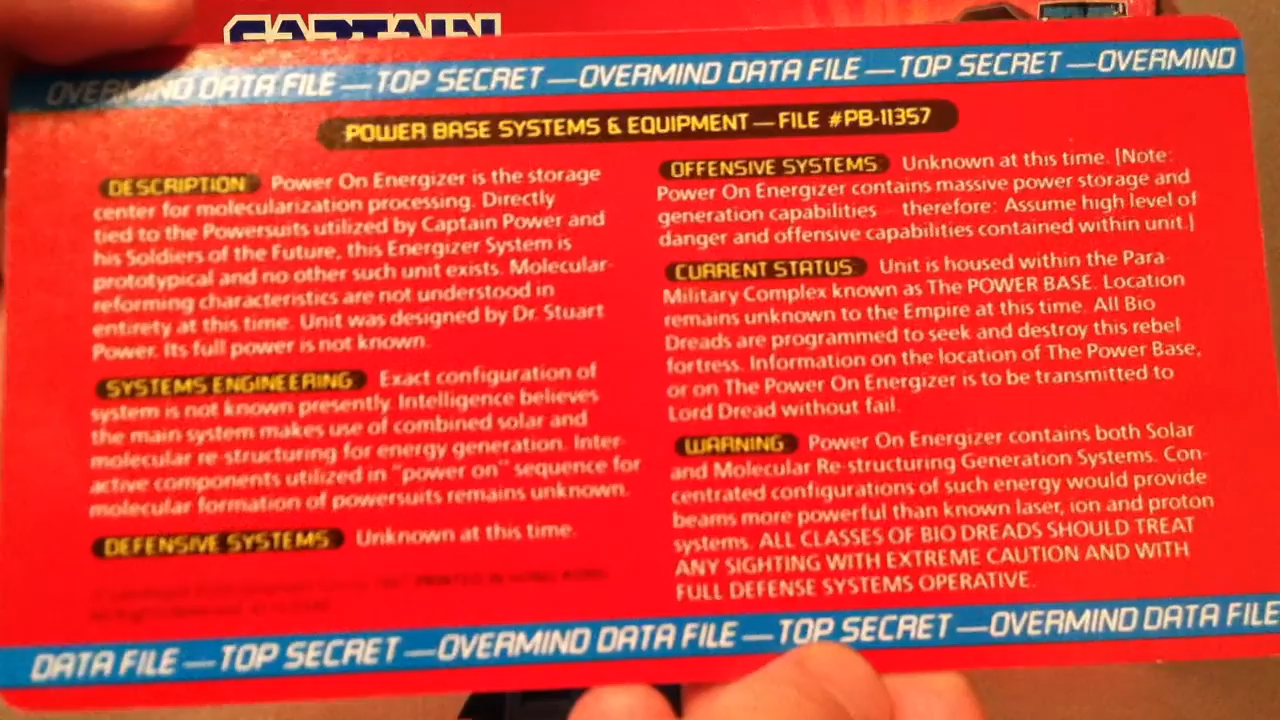 CAPTAIN
OVERMIND DATA FILE — TOP SECRET — OVERMIND DATA FILE — TOP SECRET — OVERMIND
POWER BASE SYSTEMS & EQUIPMENT — FILE #PB-11357
DESCRIPTION Power On Energizer is the storage
center for molecularization processing. Directly
tied to the Powersuits utilized by Captain Power and
his Soldiers of the Future, this Energizer System is
prototypical and no other such unit exists. Molecular-
reforming characteristics are not understood in
entirety at this time. Unit was designed by Dr. Stuart
Power. Its full power is not known.
SYSTEMS ENGINEERING Exact configuration of
system is not known presently. Intelligence believes
the main system makes use of combined solar and
molecular re-structuring for energy generation. Inter-
active components utilized in "power on" sequence for
molecular formation of powersuits remains unknown.
DEFENSIVE SYSTEMS Unknown at this time.
PRINTED IN HONG KONG
All Rights Reserved
OFFENSIVE SYSTEMS Unknown at this time. [Note:
Power On Energizer contains massive power storage and
generation capabilities therefore: Assume high level of
danger and offensive capabilities contained within unit.]
CURRENT STATUS Unit is housed within the Para-
Military Complex known as The POWER BASE. Location
remains unknown to the Empire at this time. All Bio
Dreads are programmed to seek and destroy this rebel
fortress. Information on the location of The Power Base,
or on The Power On Energizer is to be transmitted to
Lord Dread without fail.
WARNING Power On Energizer contains both Solar
and Molecular Re-structuring Generation Systems. Con-
centrated configurations of such energy would provide
beams more powerful than known laser, ion and proton
systems. ALL CLASSES OF BIO DREADS SHOULD TREAT
ANY SIGHTING WITH EXTREME CAUTION AND WITH
FULL DEFENSE SYSTEMS OPERATIVE.
DATA FILE — TOP SECRET — OVERMIND DATA FILE — TOP SECRET — OVERMIND DATA FILE